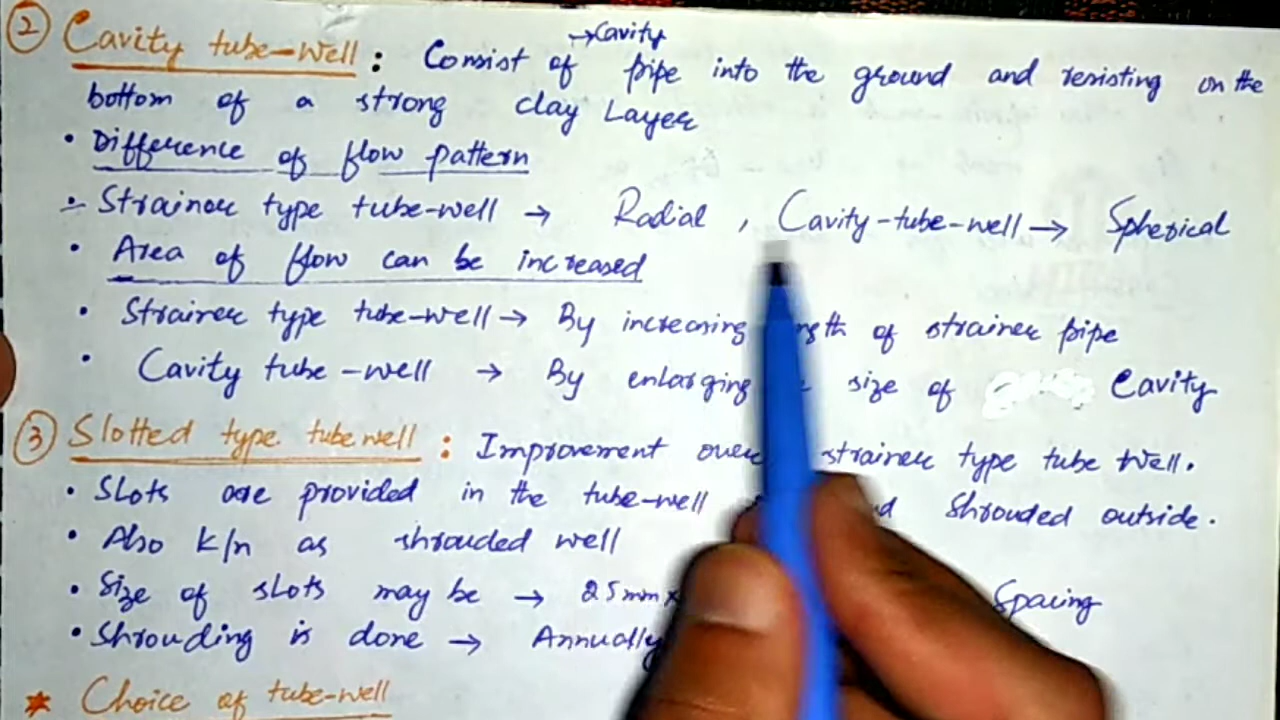 ② Cavity tube-well : Consist of →Cavity pipe into the ground and resisting on the
bottom of a strong clay Layer
• Difference of flow pattern
• Strainer type tube-well → Radial , Cavity-tube-well → Spherical
• Area of flow can be increased
• Strainer type tube-well → By increasing of strainer pipe
• Cavity tube-well → By enlarging size of Cavity
③ Slotted type tubewell : Improvement over strainer type tube well.
• Slots are provided in the tube-well shrouded outside.
• Also k/n as shrouded well
• Size of slots may be → 25mm Spacing
• Shrouding is done → Annually
* Choice of tube-well